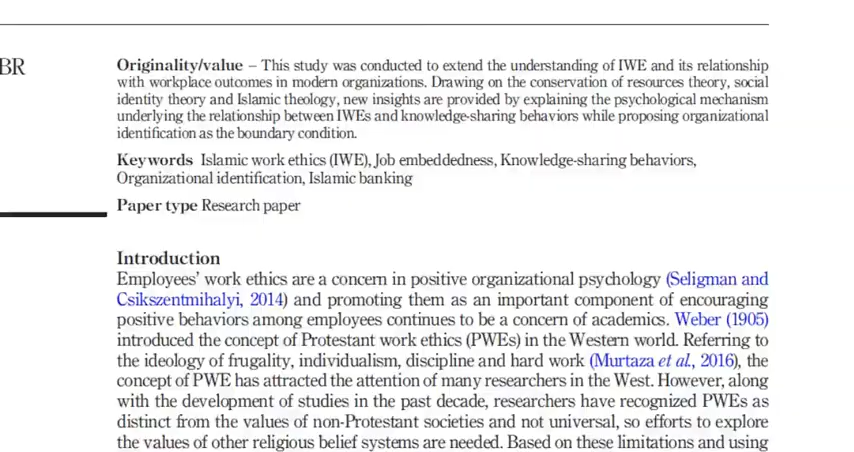 BR
Originality/value – This study was conducted to extend the understanding of IWE and its relationship
with workplace outcomes in modern organizations. Drawing on the conservation of resources theory, social
identity theory and Islamic theology, new insights are provided by explaining the psychological mechanism
underlying the relationship between IWEs and knowledge-sharing behaviors while proposing organizational
identification as the boundary condition.
Keywords Islamic work ethics (IWE), Job embeddedness, Knowledge-sharing behaviors,
Organizational identification, Islamic banking
Paper type Research paper
Introduction
Employees' work ethics are a concern in positive organizational psychology (Seligman and
Csikszentmihalyi, 2014) and promoting them as an important component of encouraging
positive behaviors among employees continues to be a concern of academics. Weber (1905)
introduced the concept of Protestant work ethics (PWEs) in the Western world. Referring to
the ideology of frugality, individualism, discipline and hard work (Murtaza et al., 2016), the
concept of PWE has attracted the attention of many researchers in the West. However, along
with the development of studies in the past decade, researchers have recognized PWEs as
distinct from the values of non-Protestant societies and not universal, so efforts to explore
the values of other religious belief systems are needed. Based on these limitations and using